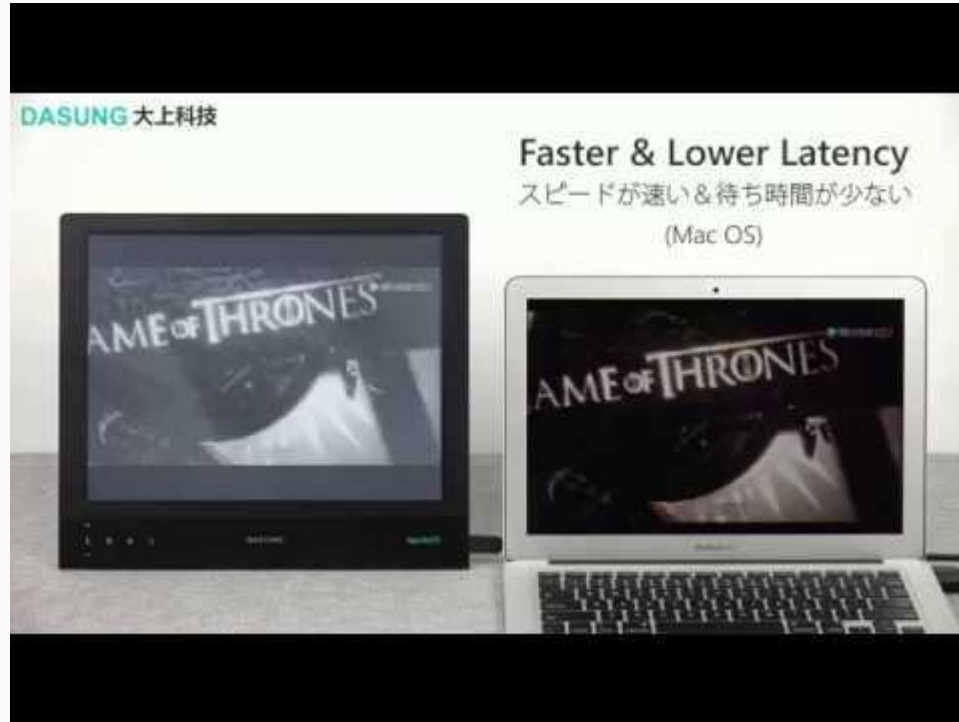 DASUNG 大上科技
Faster & Lower Latency
スピードが速い＆待ち時間が少ない
(Mac OS)
AME OF THRONES
AME OF THRONES
DASUNG